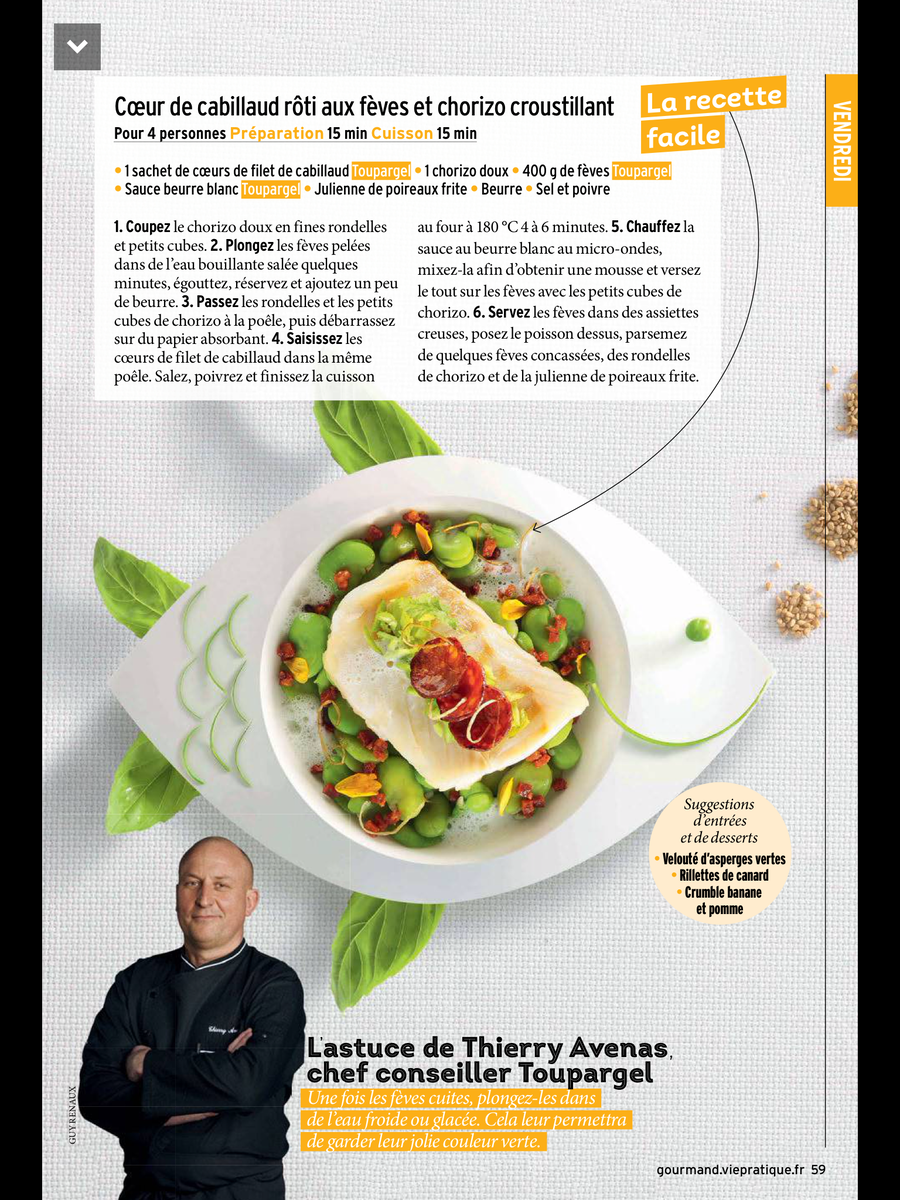 Cœur de cabillaud rôti aux fèves et chorizo croustillant
Pour 4 personnes Préparation 15 min Cuisson 15 min
La recette
facile
VENDREDI
• 1 sachet de cœurs de filet de cabillaud Toupargel • 1 chorizo doux • 400 g de fèves Toupargel
• Sauce beurre blanc Toupargel • Julienne de poireaux frite • Beurre • Sel et poivre
1. Coupez le chorizo doux en fines rondelles
et petits cubes. 2. Plongez les fèves pelées
dans de l'eau bouillante salée quelques
minutes, égouttez, réservez et ajoutez un peu
de beurre. 3. Passez les rondelles et les petits
cubes de chorizo à la poêle, puis débarrassez
sur du papier absorbant. 4. Saisissez les
cœurs de filet de cabillaud dans la même
poêle. Salez, poivrez et finissez la cuisson
au four à 180 °C 4 à 6 minutes. 5. Chauffez la
sauce au beurre blanc au micro-ondes,
mixez-la afin d'obtenir une mousse et versez
le tout sur les fèves avec les petits cubes de
chorizo. 6. Servez les fèves dans des assiettes
creuses, posez le poisson dessus, parsemez
de quelques fèves concassées, des rondelles
de chorizo et de la julienne de poireaux frite.
Suggestions
d'entrées
et de desserts
• Velouté d'asperges vertes
• Rillettes de canard
• Crumble banane
et pomme
L'astuce de Thierry Avenas,
chef conseiller Toupargel
Une fois les fèves cuites, plongez-les dans
de l'eau froide ou glacée. Cela leur permettra
de garder leur jolie couleur verte.
GUY RENAUX
gourmand.viepratique.fr 59